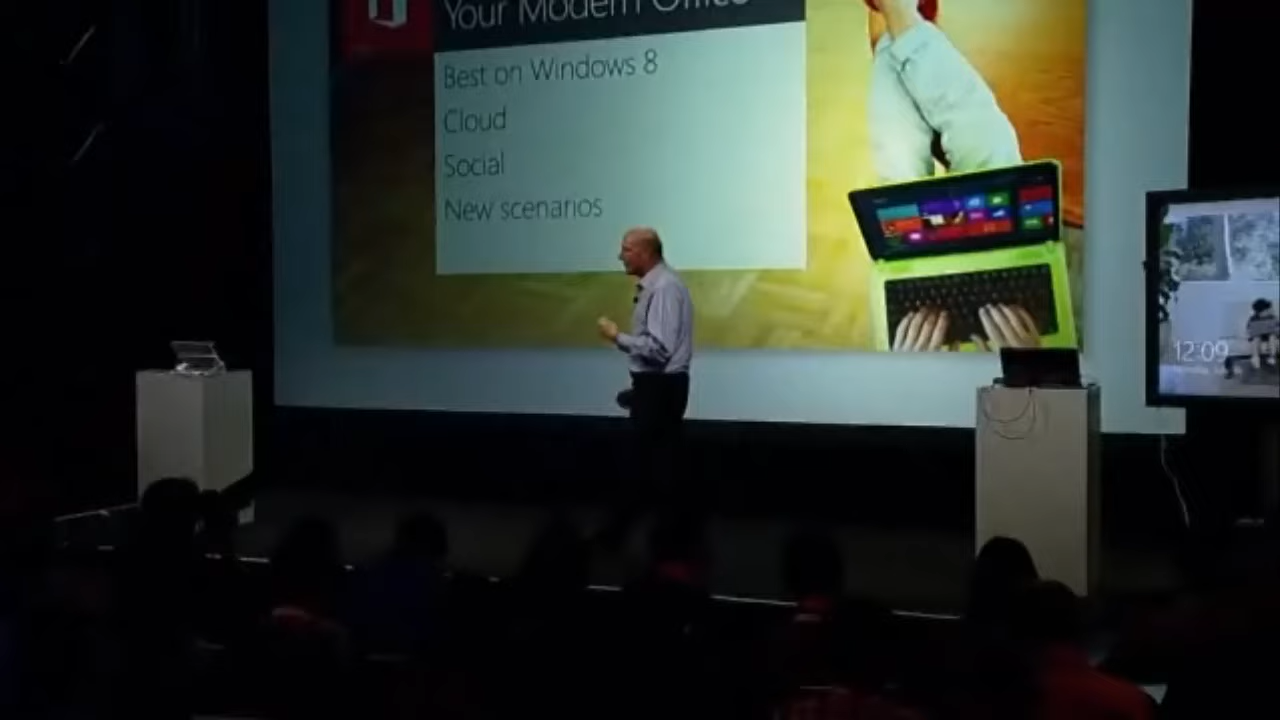 Your Modern Office
Best on Windows 8
Cloud
Social
New scenarios
12:09